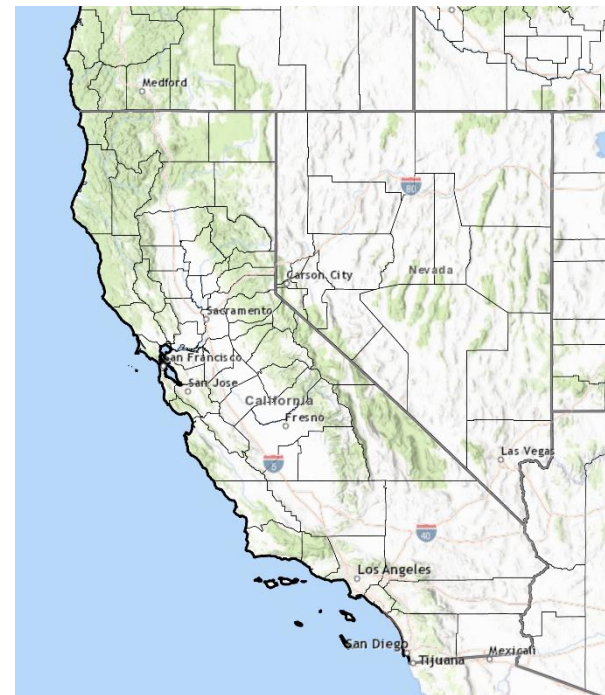 Medford
80
Carson City
Nevada
Sacramento
San Francisco
San Jose
California
Fresno
5
Las Vegas
40
Los Angeles
San Diego
Tijuana
Mexicali